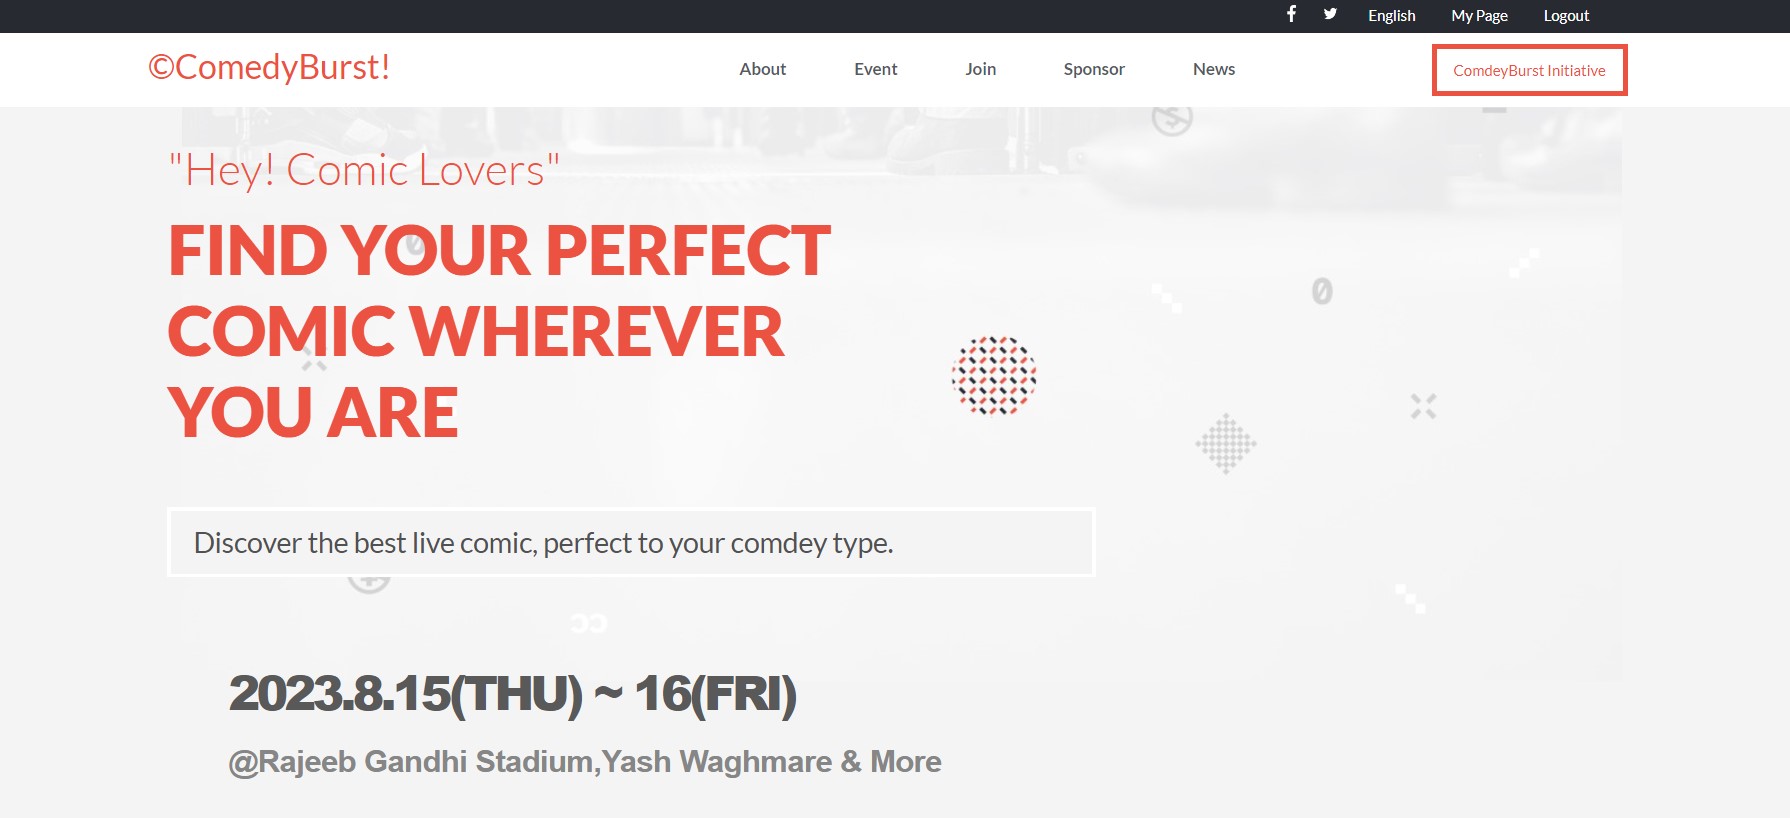 English My Page Logout
©ComedyBurst!
About Event Join Sponsor News
ComdeyBurst Initiative
"Hey! Comic Lovers"
FIND YOUR PERFECT
COMIC WHEREVER
YOU ARE
Discover the best live comic, perfect to your comdey type.
2023.8.15(THU) ~ 16(FRI)
@Rajeeb Gandhi Stadium,Yash Waghmare & More